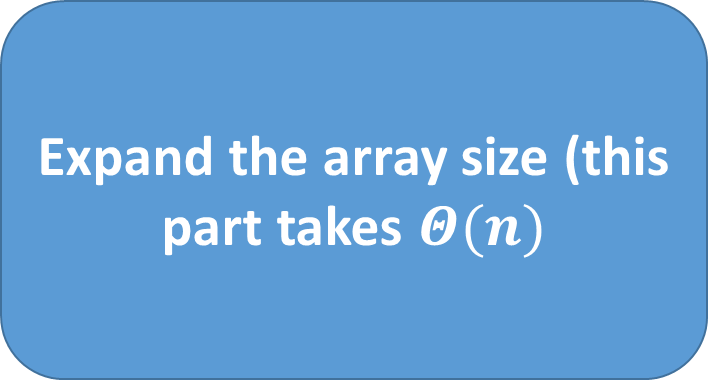 Expand the array size (this
part takes 𝜣(𝒏)